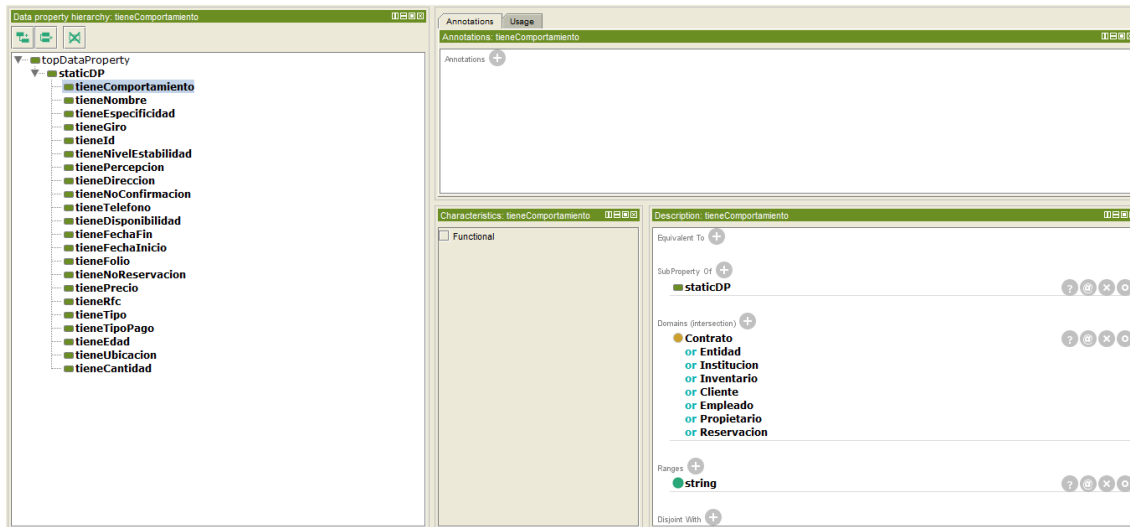 Data property hierarchy: tieneComportamiento
topDataProperty
staticDP
tieneComportamiento
tieneNombre
tieneEspecificidad
tieneGiro
tieneId
tieneNivelEstabilidad
tienePercepcion
tieneDireccion
tieneNoConfirmacion
tieneTelefono
tieneDisponibilidad
tieneFechaFin
tieneFechaInicio
tieneFolio
tieneNoReservacion
tienePrecio
tieneRfc
tieneTipo
tieneTipoPago
tieneEdad
tieneUbicacion
tieneCantidad
Annotations Usage
Annotations: tieneComportamiento
Annotations
Characteristics: tieneComportamiento
Functional
Description: tieneComportamiento
Equivalent To
SubProperty Of
staticDP
Domains (intersection)
Contrato
or Entidad
or Institucion
or Inventario
or Cliente
or Empleado
or Propietario
or Reservacion
Ranges
string
Disjoint With